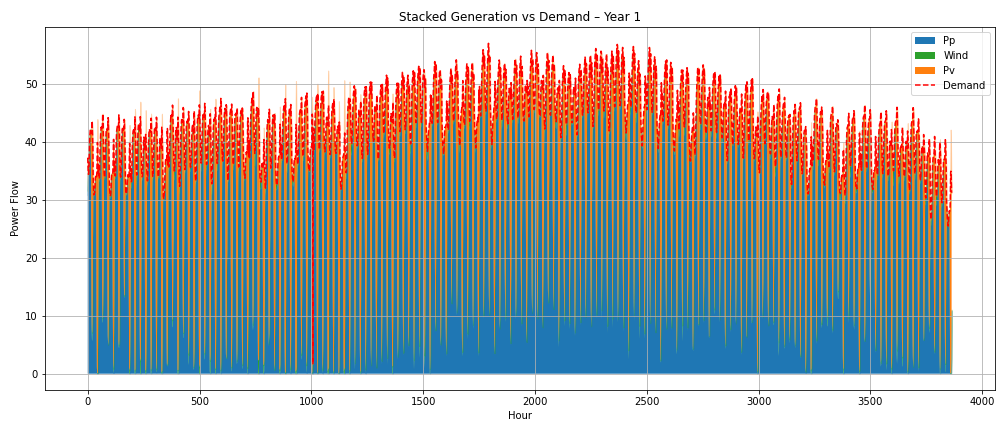 Stacked Generation vs Demand – Year 1
Pp
Wind
Pv
Demand
Power Flow
50
40
30
20
10
0
0 500 1000 1500 2000 2500 3000 3500 4000
Hour